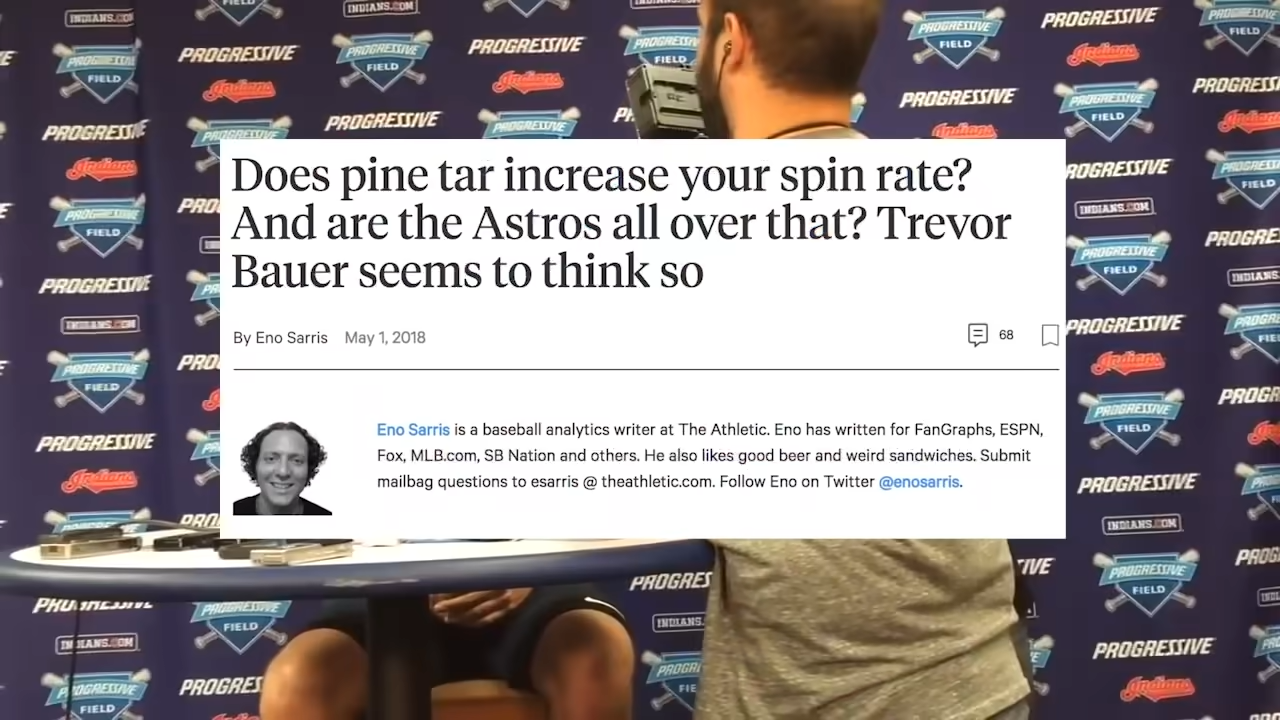 Does pine tar increase your spin rate?
And are the Astros all over that? Trevor
Bauer seems to think so
By Eno Sarris May 1, 2018
68
Eno Sarris is a baseball analytics writer at The Athletic. Eno has written for FanGraphs, ESPN,
Fox, MLB.com, SB Nation and others. He also likes good beer and weird sandwiches. Submit
mailbag questions to esarris @ theathletic.com. Follow Eno on Twitter @enosarris.
PROGRESSIVE
PROGRESSIVE FIELD
Indians
INDIANS.COM